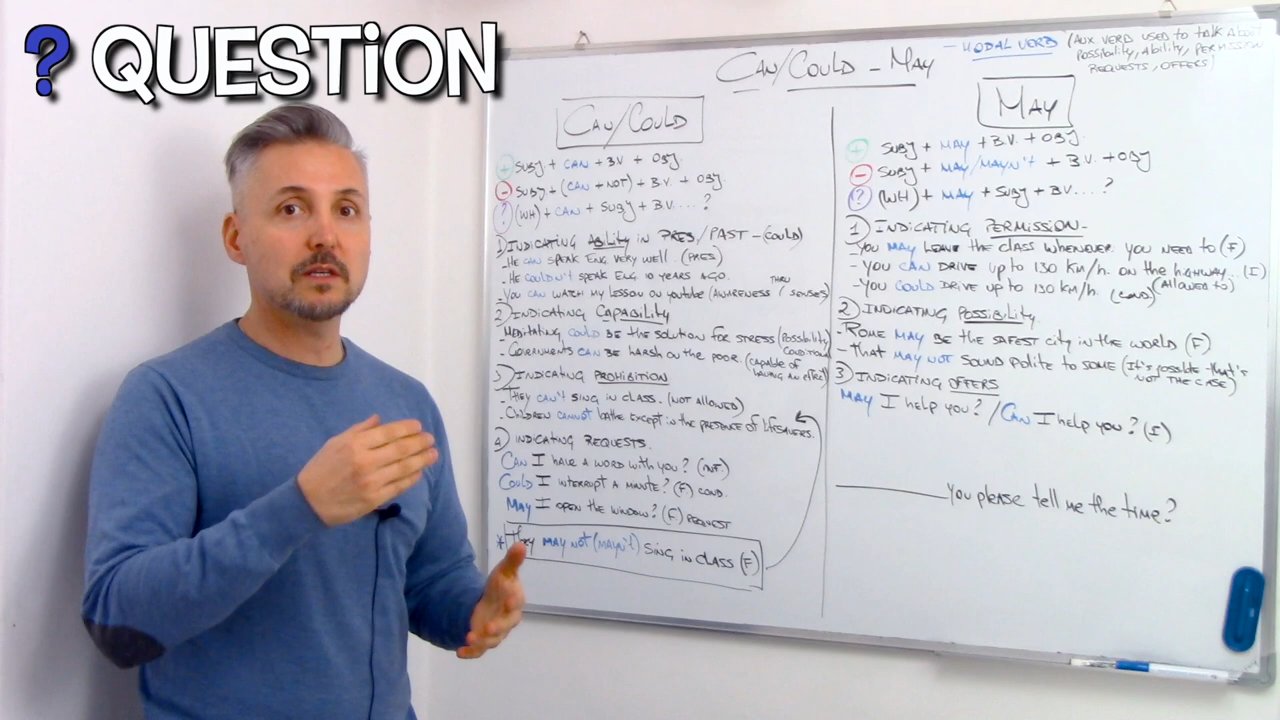 ? QUESTION
CAN/COULD - MAY
- MODAL VERB (AUX VERB USED TO TALK ABOUT
POSSIBILITY, ABILITY, PERMISSION
REQUESTS, OFFERS)
CAN/COULD
+ SUBJ + CAN + B.V. + OBJ.
- SUBJ + (CAN + NOT) + B.V. + OBJ.
? (WH) + CAN + SUBJ + B.V. ... ?
1) INDICATING ABILITY IN PRES/PAST - (COULD)
- HE CAN SPEAK ENG VERY WELL. (PRES)
- HE COULDN'T SPEAK ENG 10 YEARS AGO.
- YOU CAN WATCH MY LESSON ON YOUTUBE (AWARENESS THRU SENSES)
2) INDICATING CAPABILITY
- MEDITATING COULD BE THE SOLUTION FOR STRESS (POSSIBILITY CONDITION
- GOVERNMENTS CAN BE HARSH ON THE POOR (CAPABLE OF HAVING AN EFFEC)
3) INDICATING PROHIBITION
- THEY CAN'T SING IN CLASS. (NOT ALLOWED)
- CHILDREN CANNOT BATHE EXCEPT IN THE PRESENCE OF LIFESAVERS.
4) INDICATING REQUESTS.
CAN I HAVE A WORD WITH YOU?
COULD I INTERRUPT A MINUTE? (F) COND.
MAY I OPEN THE WINDOW? (F) REQUEST
* THEY MAY NOT (MAYN'T) SING IN CLASS (F)
MAY
+ SUBJ + MAY + B.V. + OBJ
- SUBJ + MAY/MAYN'T + B.V. + OBJ
? (WH) + MAY + SUBJ + B.V. ... ?
1) INDICATING PERMISSION -
- YOU MAY LEAVE THE CLASS WHENEVER YOU NEED TO (F)
- YOU CAN DRIVE UP TO 130 KM/H. ON THE HIGHWAY.. (I)
- YOU COULD DRIVE UP TO 130 KM/H. (COND) (ALLOWED TO)
2) INDICATING POSSIBILITY.
- ROME MAY BE THE SAFEST CITY IN THE WORLD (F)
- THAT MAY NOT SOUND POLITE TO SOME (IT'S POSSIBLE THAT'S
NOT THE CASE)
3) INDICATING OFFERS
MAY I HELP YOU? / CAN I HELP YOU? (I)
______ YOU PLEASE TELL ME THE TIME?